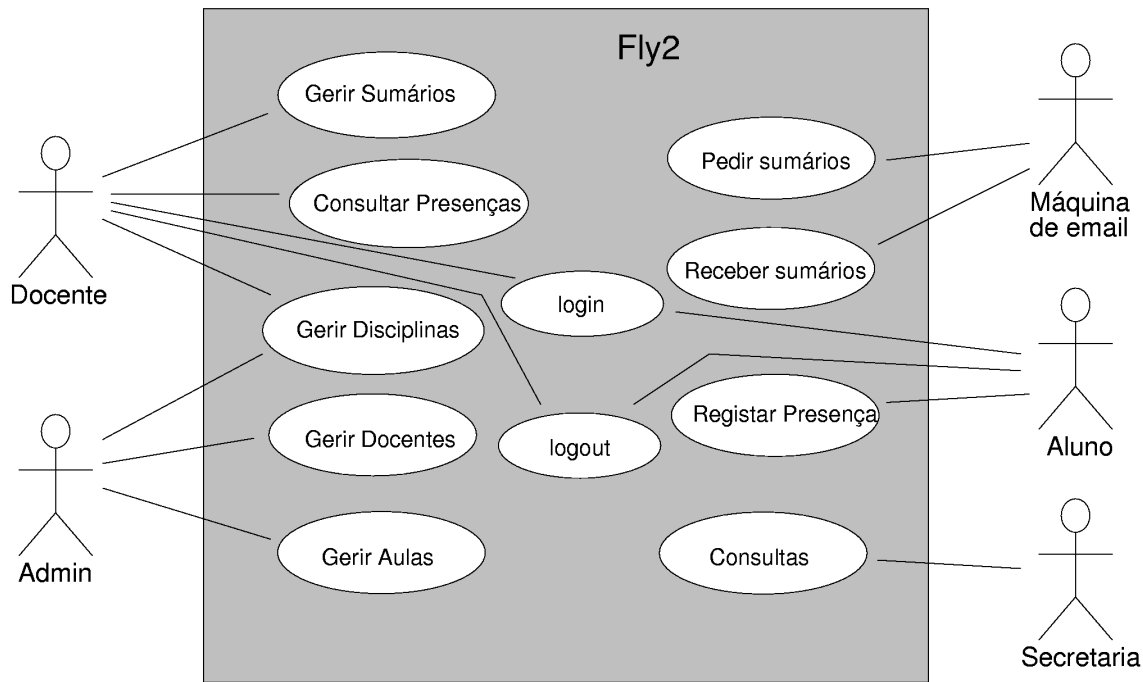 Fly2
Gerir Sumários
Pedir sumários
Consultar Presenças
Máquina
de email
Receber sumários
Docente
login
Gerir Disciplinas
Registar Presença
Gerir Docentes
logout
Aluno
Gerir Aulas
Consultas
Admin
Secretaria